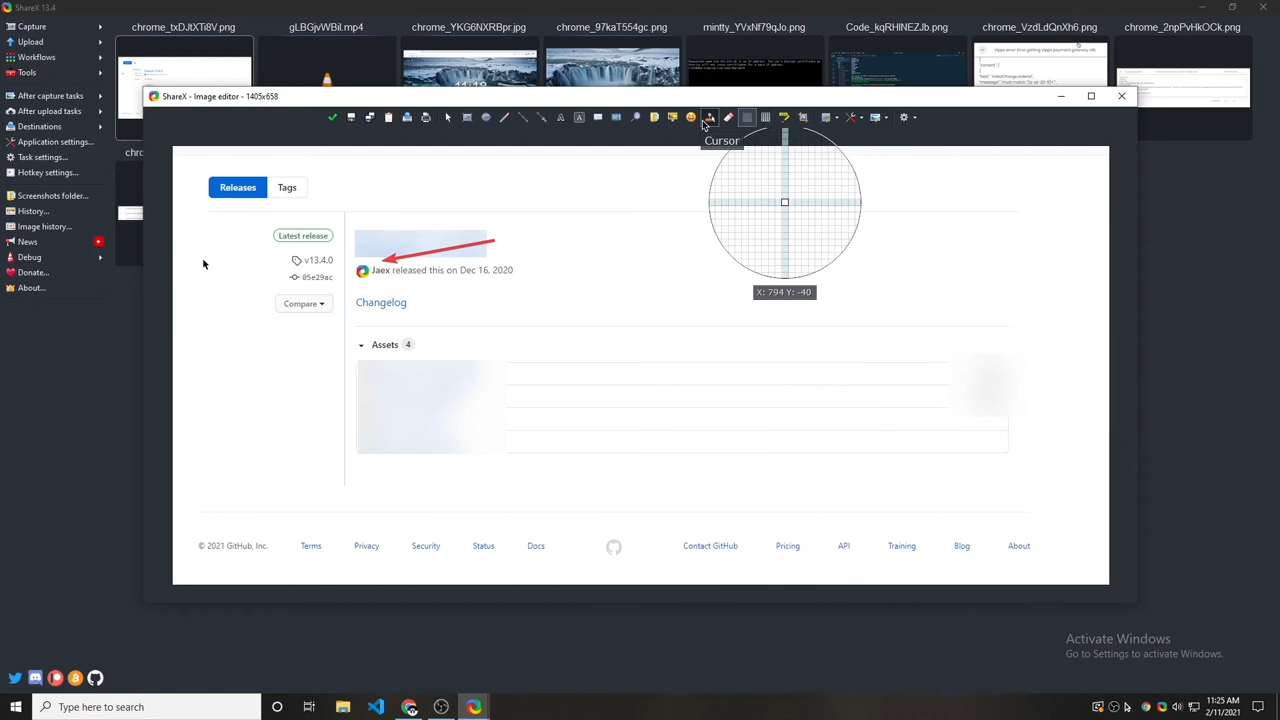 ShareX 13.4
chrome_txDJtXTi8V.png
gLBGjvWBil.mp4
chrome_YKG6NXRBpr.jpg
chrome_97kaT554gc.png
mintty_YVxNf79qJo.png
chrome_VzdLdQnXh6.png
chrome_2npPvHkOCk.png
Capture
Upload
Workflows
Tools
After capture tasks
After upload tasks
Destinations
Application settings...
Task settings...
Hotkey settings...
Screenshots folder...
History...
Image history...
News
Debug
Donate...
About...
ShareX - Image editor - 1405x658
Cursor
Releases
Tags
Latest release
v13.4.0
05e29ac
Compare
Jaex released this on Dec 16, 2020
Changelog
Assets 4
X: 794 Y: -40
© 2021 GitHub, Inc.
Terms
Privacy
Security
Status
Docs
Contact GitHub
Pricing
API
Training
Blog
About
Activate Windows
Go to Settings to activate Windows.
Type here to search
11:25 AM
2/11/2021